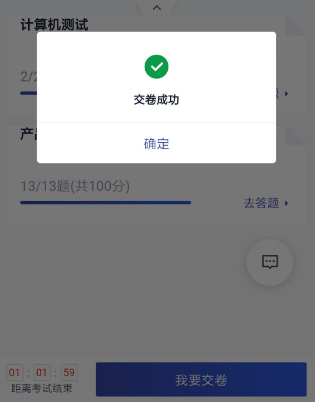 计算机测试
2/2
题
交卷成功
确定
产品
13/13题(共100分)
去答题
01 : 01 : 59
距离考试结束
我要交卷